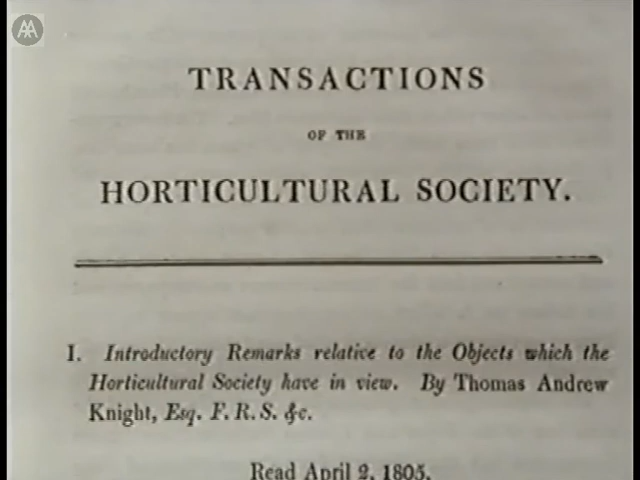 AA
TRANSACTIONS
OF THE
HORTICULTURAL SOCIETY.
I. Introductory Remarks relative to the Objects which the
Horticultural Society have in view. By Thomas Andrew
Knight, Esq. F. R. S. &c.
Read April 2, 1805.